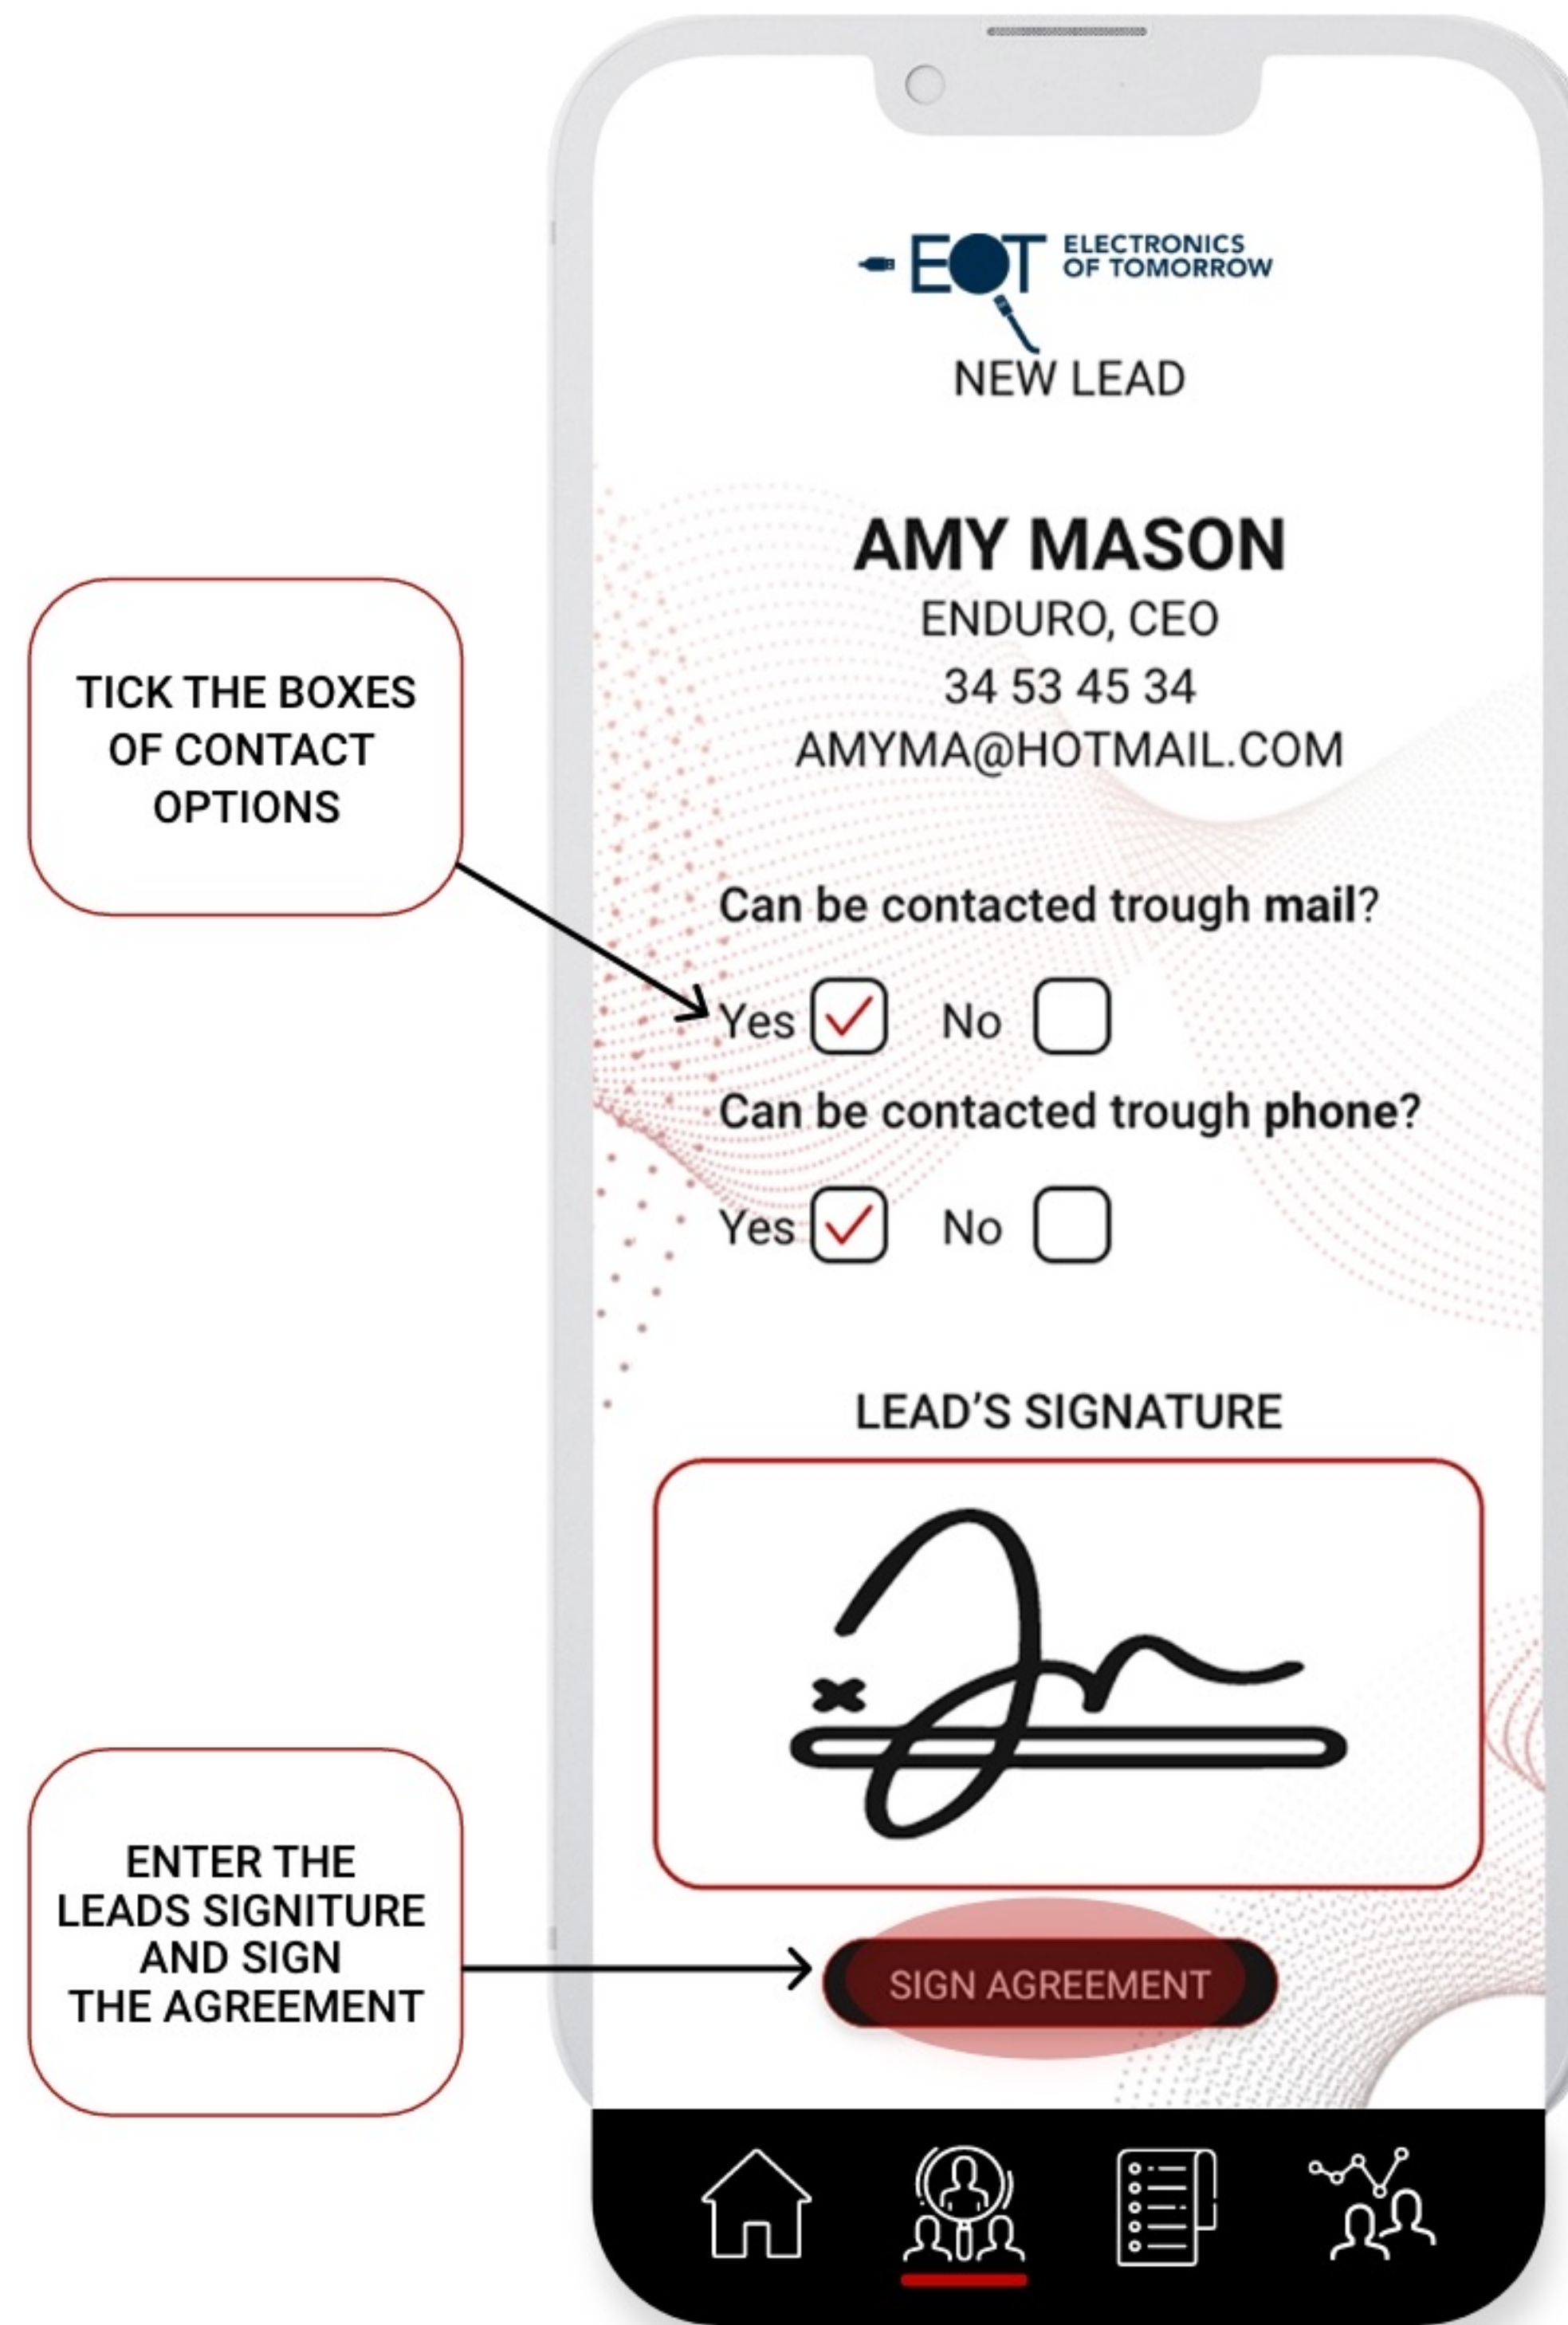 EOT ELECTRONICS
OF TOMORROW
NEW LEAD
AMY MASON
ENDURO, CEO
34 53 45 34
AMYMA@HOTMAIL.COM
TICK THE BOXES
OF CONTACT
OPTIONS
Can be contacted trough mail?
Yes No
Can be contacted trough phone?
Yes No
LEAD’S SIGNATURE
x
ENTER THE
LEADS SIGNITURE
AND SIGN
THE AGREEMENT
SIGN AGREEMENT